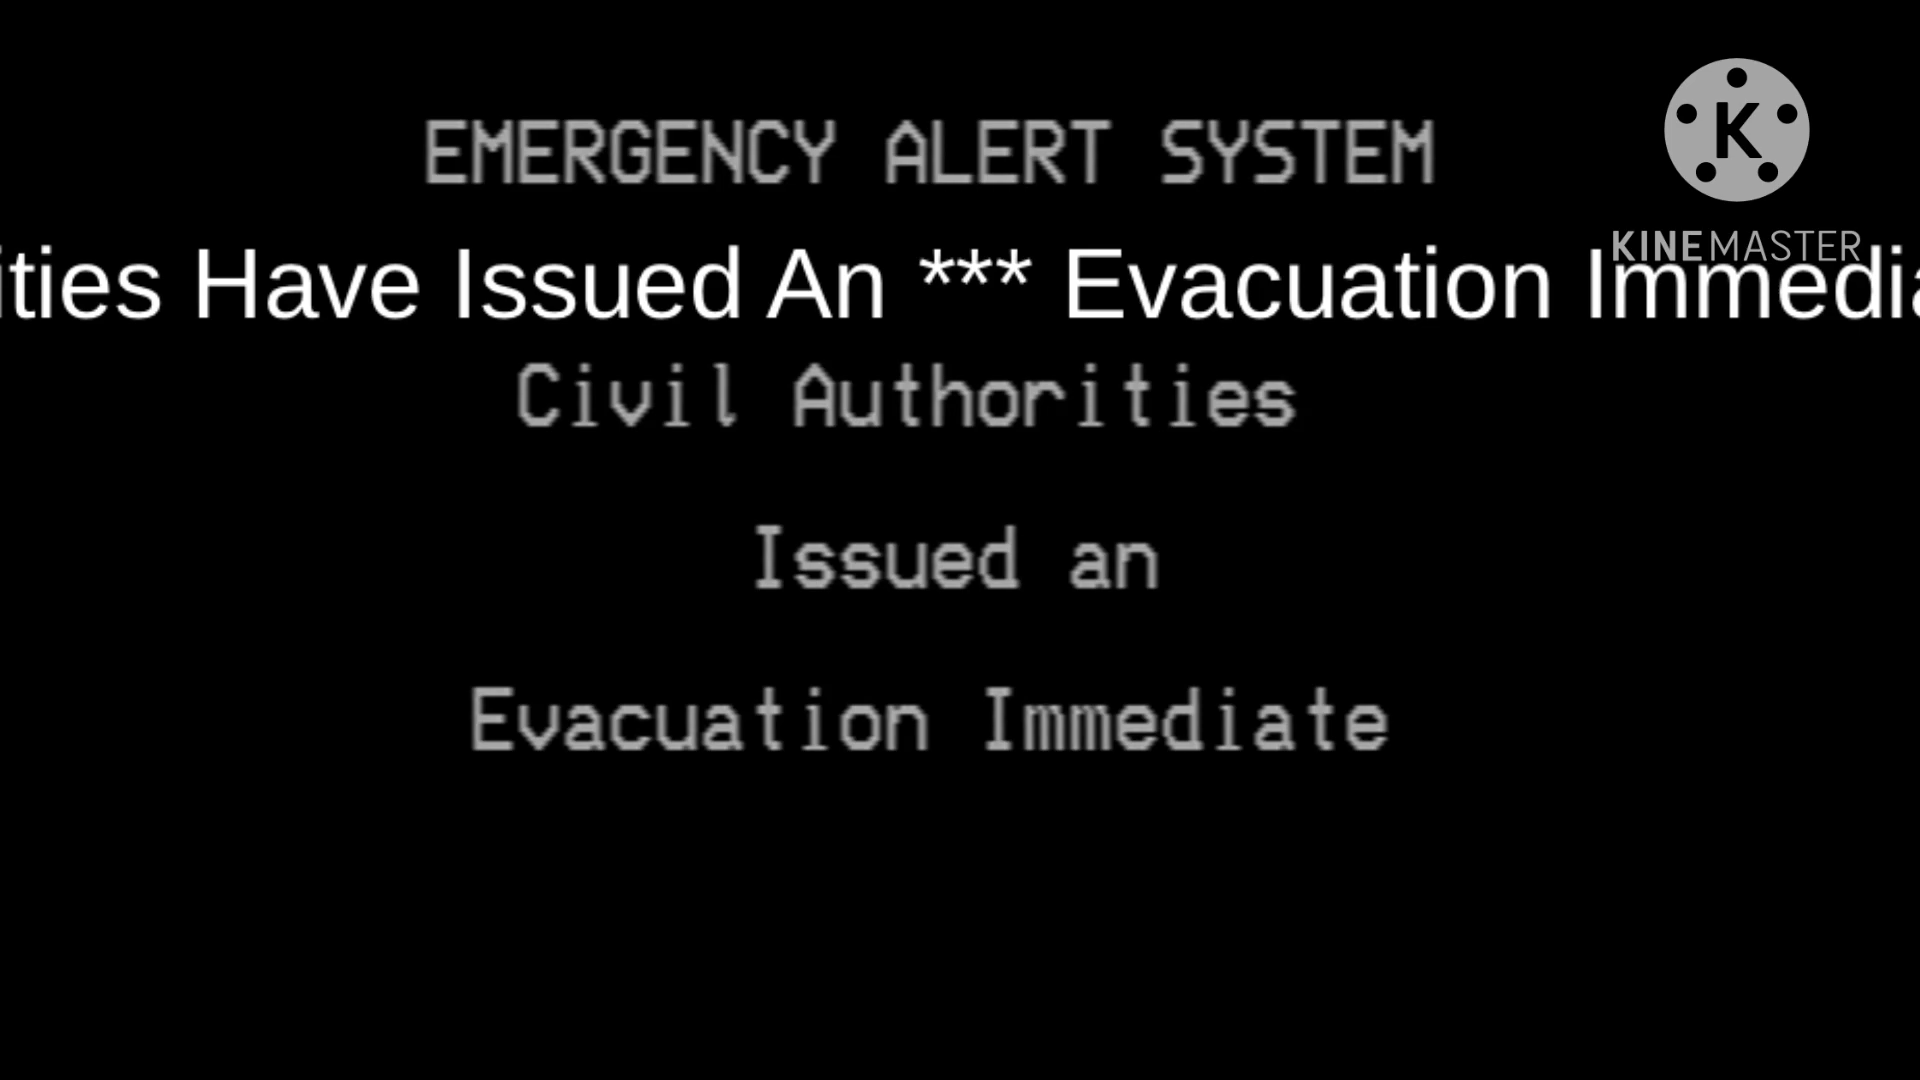 EMERGENCY ALERT SYSTEM
ities Have Issued An *** Evacuation Immedia
Civil Authorities
Issued an
Evacuation Immediate
K
KINEMASTER